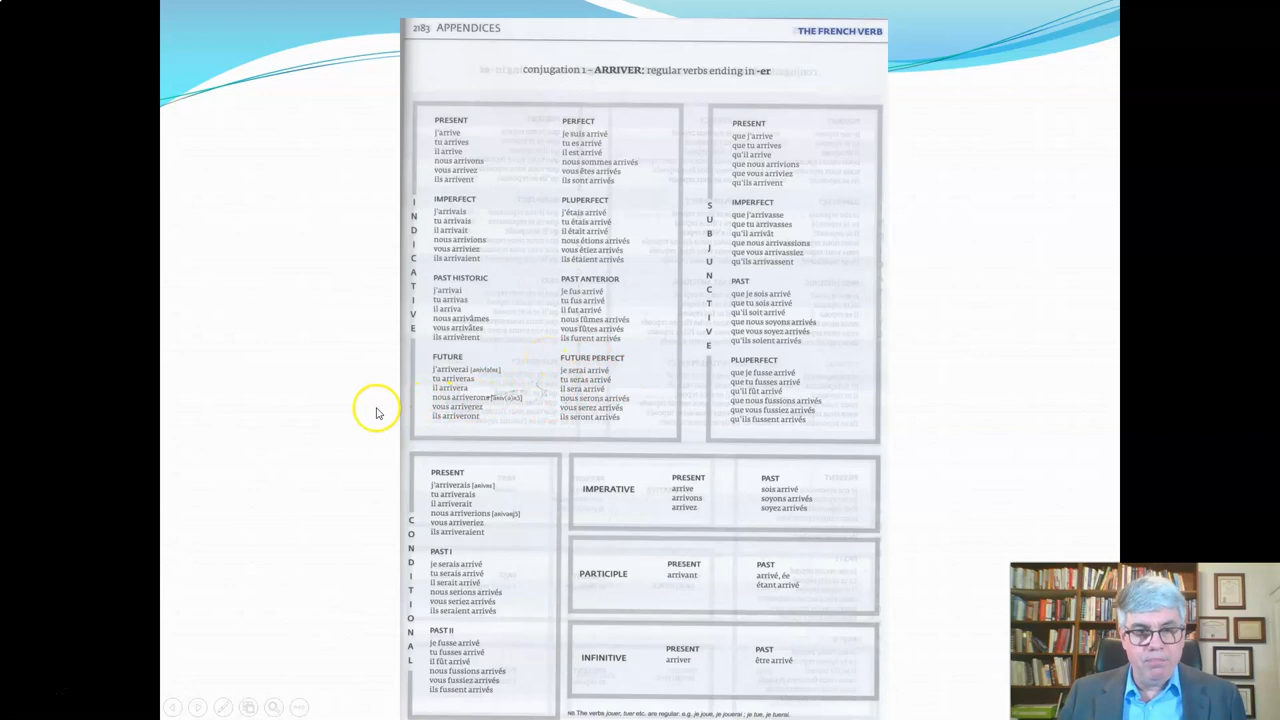 2183 APPENDICES
THE FRENCH VERB
conjugation 1 – ARRIVER: regular verbs ending in -er
INDICATIVE
PRESENT
j'arrive
tu arrives
il arrive
nous arrivons
vous arrivez
ils arrivent
IMPERFECT
j'arrivais
tu arrivais
il arrivait
nous arrivions
vous arriviez
ils arrivaient
PAST HISTORIC
j'arrivai
tu arrivas
il arriva
nous arrivâmes
vous arrivâtes
ils arrivèrent
FUTURE
j'arriverai
tu arriveras
il arrivera
nous arriverons
vous arriverez
ils arriveront
PERFECT
je suis arrivé
tu es arrivé
il est arrivé
nous sommes arrivés
vous êtes arrivés
ils sont arrivés
PLUPERFECT
j'étais arrivé
tu étais arrivé
il était arrivé
nous étions arrivés
vous étiez arrivés
ils étaient arrivés
PAST ANTERIOR
je fus arrivé
tu fus arrivé
il fut arrivé
nous fûmes arrivés
vous fûtes arrivés
ils furent arrivés
FUTURE PERFECT
je serai arrivé
tu seras arrivé
il sera arrivé
nous serons arrivés
vous serez arrivés
ils seront arrivés
SUBJUNCTIVE
PRESENT
que j'arrive
que tu arrives
qu'il arrive
que nous arrivions
que vous arriviez
qu'ils arrivent
IMPERFECT
que j'arrivasse
que tu arrivasses
qu'il arrivât
que nous arrivassions
que vous arrivassiez
qu'ils arrivassent
PAST
que je sois arrivé
que tu sois arrivé
qu'il soit arrivé
que nous soyons arrivés
que vous soyez arrivés
qu'ils soient arrivés
PLUPERFECT
que je fusse arrivé
que tu fusses arrivé
qu'il fût arrivé
que nous fussions arrivés
que vous fussiez arrivés
qu'ils fussent arrivés
CONDITIONAL
PRESENT
j'arriverais
tu arriverais
il arriverait
nous arriverions
vous arriveriez
ils arriveraient
PAST I
je serais arrivé
tu serais arrivé
il serait arrivé
nous serions arrivés
vous seriez arrivés
ils seraient arrivés
PAST II
je fusse arrivé
tu fusses arrivé
il fût arrivé
nous fussions arrivés
vous fussiez arrivés
ils fussent arrivés
IMPERATIVE
PRESENT
arrive
arrivons
arrivez
PAST
sois arrivé
soyons arrivés
soyez arrivés
PARTICIPLE
PRESENT
arrivant
PAST
arrivé, ée
étant arrivé
INFINITIVE
PRESENT
arriver
PAST
être arrivé
NB The verbs jouer, tuer etc. are regular: e.g. je joue, je jouerai ; je tue, je tuerai.